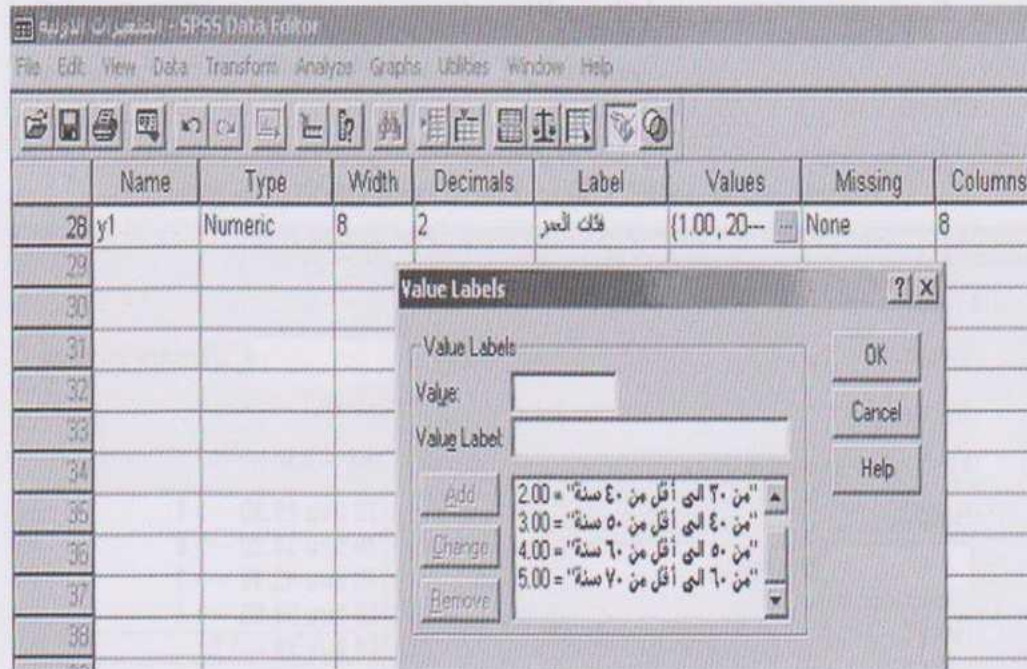 المتغيرات الاوليه - SPSS Data Editor
File Edit View Data Transform Analyze Graphs Utilities Window Help
Name Type Width Decimals Label Values Missing Columns
28 y1 Numeric 8 2 فئات العمر {1.00, 20--- ... None 8
29
30
31
32
33
34
35
36
37
38
Value Labels
Value Labels
Value:
Value Label:
Add
Change
Remove
2.00 = "من ٣٠ الى أقل من ٤٠ سنة"
3.00 = "من ٤٠ الى أقل من ٥٠ سنة"
4.00 = "من ٥٠ الى أقل من ٦٠ سنة"
5.00 = "من ٦٠ الى أقل من ٧٠ سنة"
OK
Cancel
Help